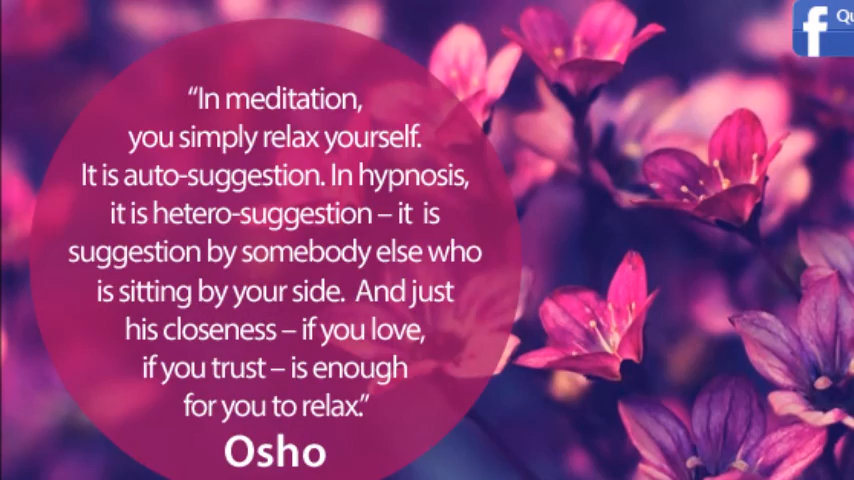 “In meditation,
you simply relax yourself.
It is auto-suggestion. In hypnosis,
it is hetero-suggestion – it is
suggestion by somebody else who
is sitting by your side. And just
his closeness – if you love,
if you trust – is enough
for you to relax.”
Osho